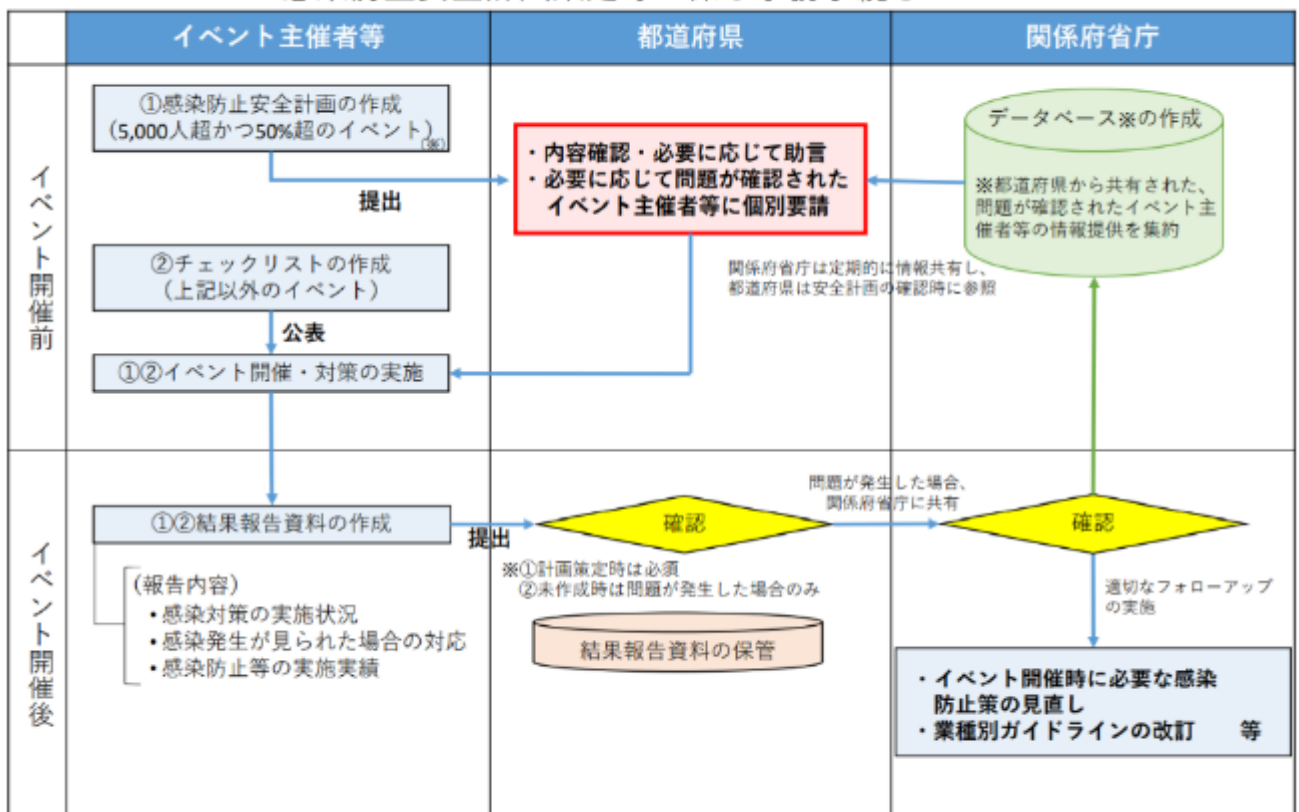 イベント主催者等
都道府県
関係府省庁
イベント開催前
①感染防止安全計画の作成
(5,000人超かつ50%超のイベント)
(※)
提出
・内容確認・必要に応じて助言
・必要に応じて問題が確認された
イベント主催者等に個別要請
データベース※の作成
※都道府県から共有された、
問題が確認されたイベント主
催者等の情報提供を集約
②チェックリストの作成
(上記以外のイベント)
関係府省庁は定期的に情報共有し、
都道府県は安全計画の確認時に参照
公表
①②イベント開催・対策の実施
イベント開催後
①②結果報告資料の作成
提出
確認
問題が発生した場合、
関係府省庁に共有
確認
(報告内容)
・感染対策の実施状況
・感染発生が見られた場合の対応
・感染防止等の実施実績
※①計画策定時は必須
②未作成時は問題が発生した場合のみ
結果報告資料の保管
適切なフォローアップ
の実施
・イベント開催時に必要な感染
防止策の見直し
・業種別ガイドラインの改訂 等